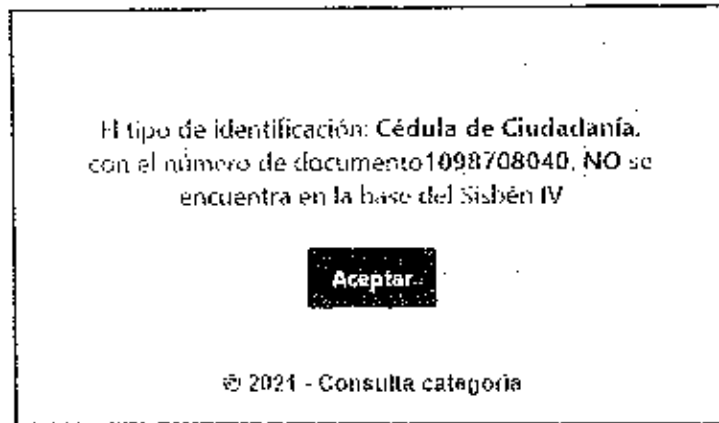 El tipo de identificación: Cédula de Ciudadanía,
con el número de documento1098708040, NO se
encuentra en la base del Sisbén IV
Aceptar
© 2021 - Consulta categoria